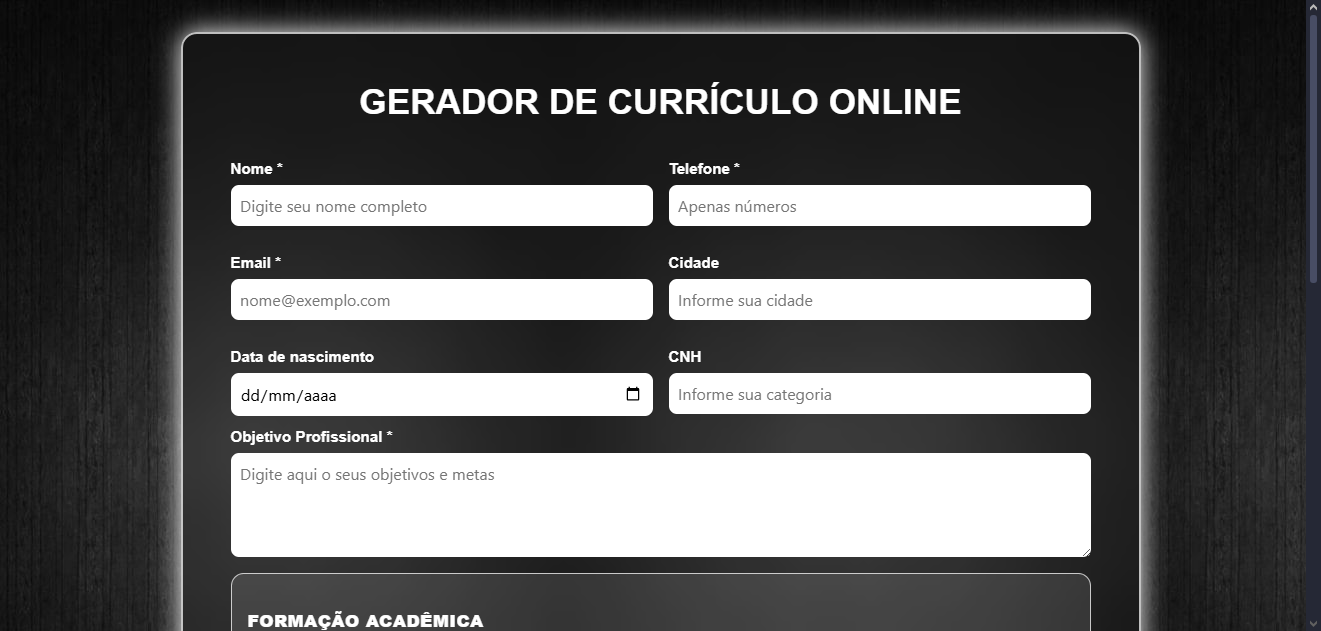 GERADOR DE CURRÍCULO ONLINE
Nome *
Telefone *
Digite seu nome completo
Apenas números
Email *
Cidade
nome@exemplo.com
Informe sua cidade
Data de nascimento
CNH
dd/mm/aaaa
Informe sua categoria
Objetivo Profissional *
Digite aqui o seus objetivos e metas
FORMAÇÃO ACADÊMICA